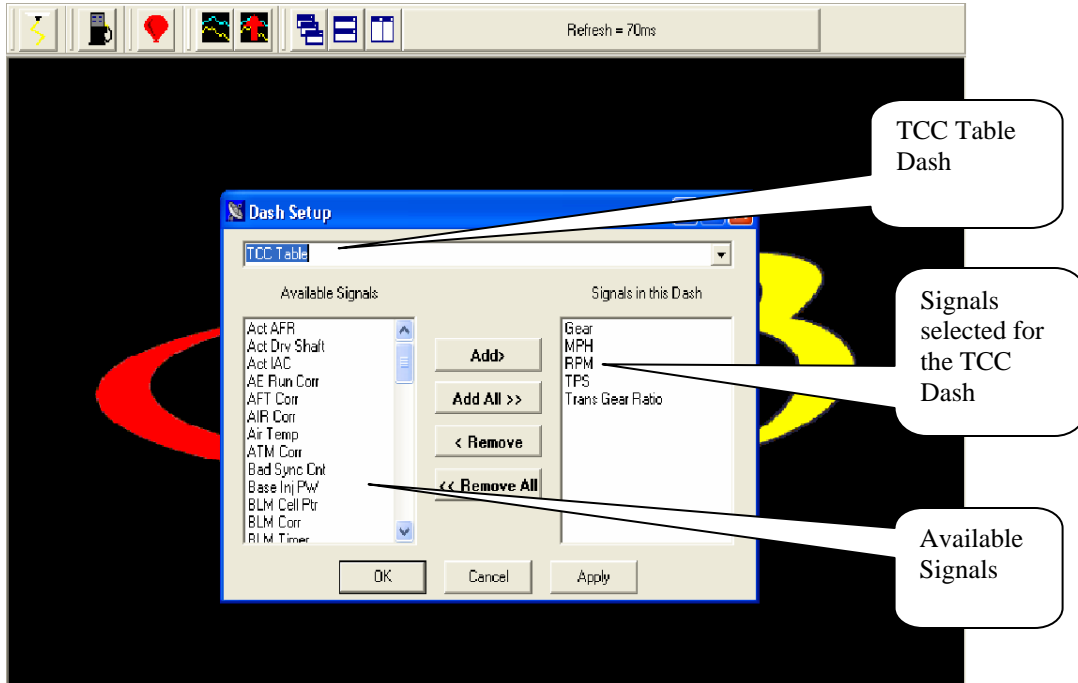 Refresh = 70ms
TCC Table
Dash
Dash Setup
TCC Table
Available Signals
Signals in this Dash
Act AFR
Act Drv Shaft
Act IAC
AE Run Corr
AFT Corr
AIR Corr
Air Temp
ATM Corr
Bad Sync Cnt
Base Inj PW
BLM Cell Ptr
BLM Corr
BLM Timer
Add>
Add All >>
< Remove
<< Remove All
Gear
MPH
RPM
TPS
Trans Gear Ratio
OK
Cancel
Apply
Signals
selected for
the TCC
Dash
Available
Signals